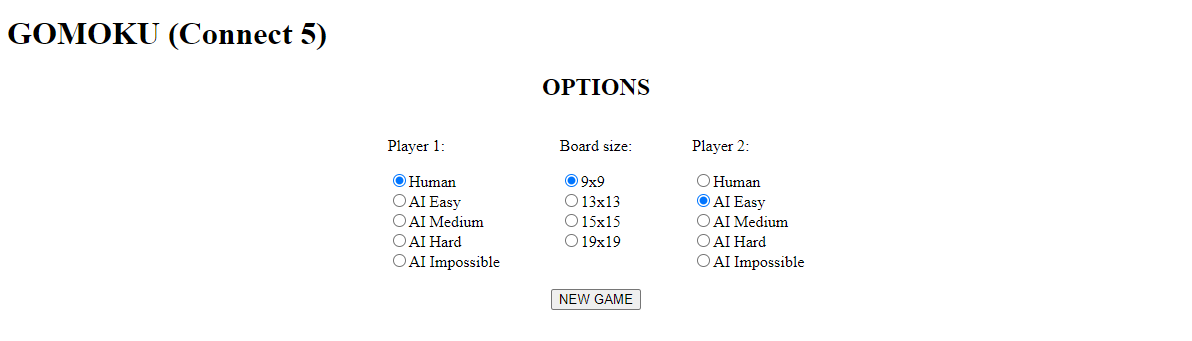 GOMOKU (Connect 5)
OPTIONS
Player 1:
Human
AI Easy
AI Medium
AI Hard
AI Impossible
Board size:
9x9
13x13
15x15
19x19
Player 2:
Human
AI Easy
AI Medium
AI Hard
AI Impossible
NEW GAME